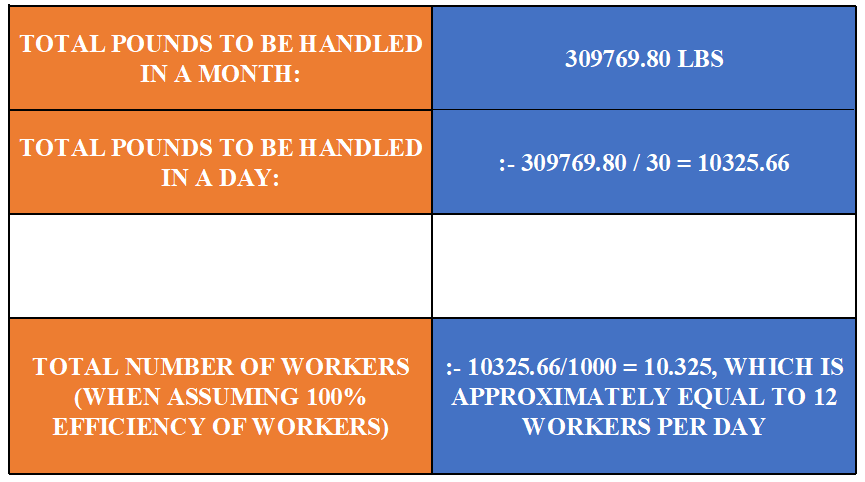 TOTAL POUNDS TO BE HANDLED
IN A MONTH:
309769.80 LBS
TOTAL POUNDS TO BE HANDLED
IN A DAY:
:- 309769.80 / 30 = 10325.66
TOTAL NUMBER OF WORKERS
(WHEN ASSUMING 100%
EFFICIENCY OF WORKERS)
:- 10325.66/1000 = 10.325, WHICH IS
APPROXIMATELY EQUAL TO 12
WORKERS PER DAY